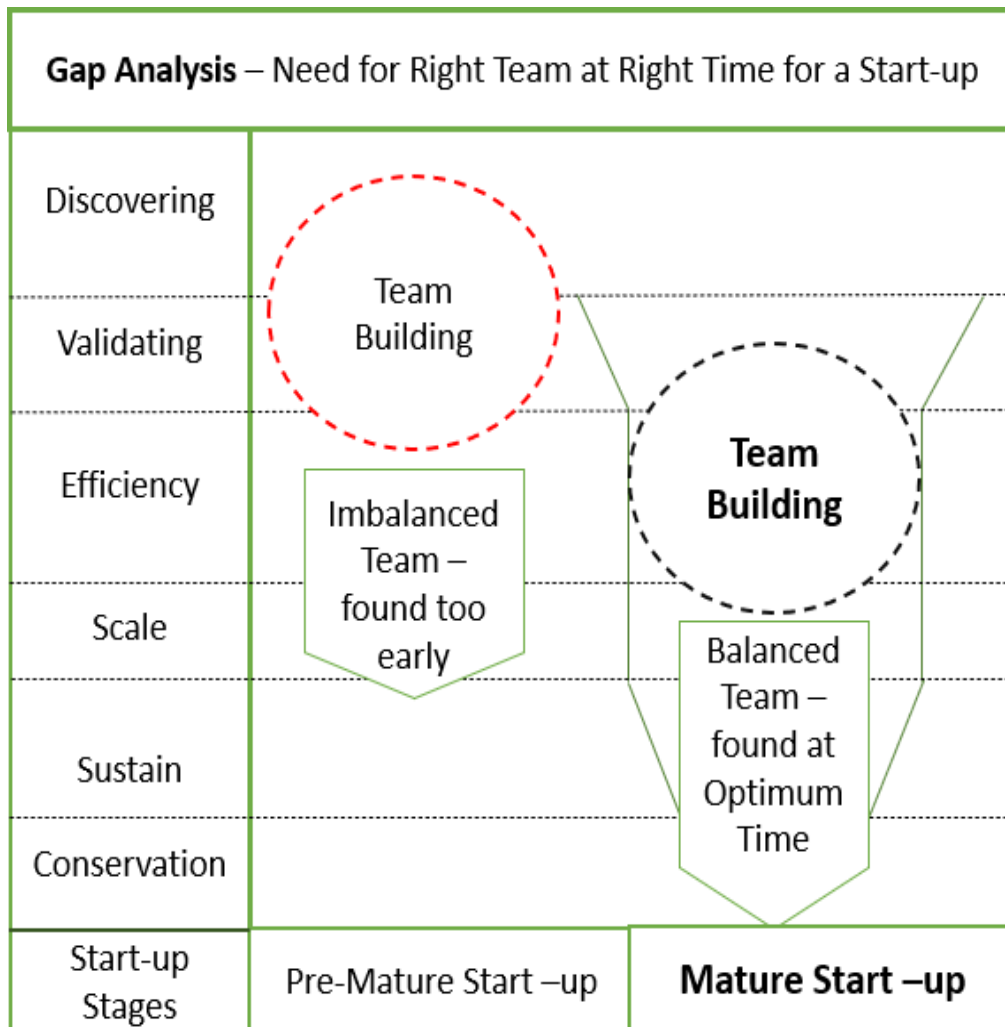 Gap Analysis – Need for Right Team at Right Time for a Start-up
Discovering
Validating
Efficiency
Scale
Sustain
Conservation
Start-up
Stages
Team
Building
Imbalanced
Team –
found too
early
Pre-Mature Start –up
Team
Building
Balanced
Team –
found at
Optimum
Time
Mature Start –up